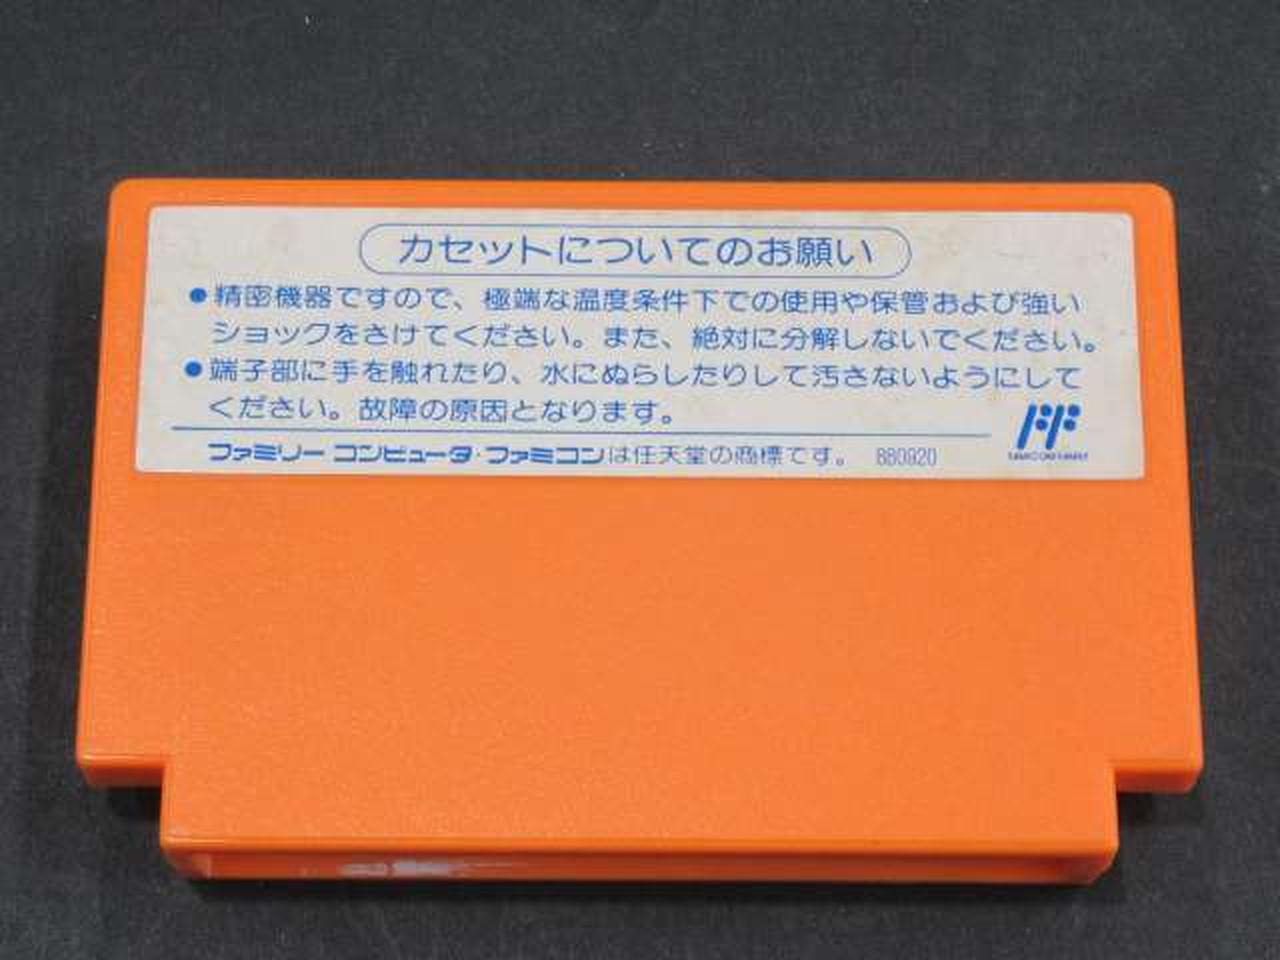 カセットについてのお願い
●精密機器ですので、極端な温度条件下での使用や保管および強い
ショックをさけてください。また、絶対に分解しないでください。
●端子部に手を触れたり、水にぬらしたりして汚さないようにして
ください。故障の原因となります。
ファミリー コンピュータ・ファミコンは任天堂の商標です。 880920
FAMICOM FAMILY